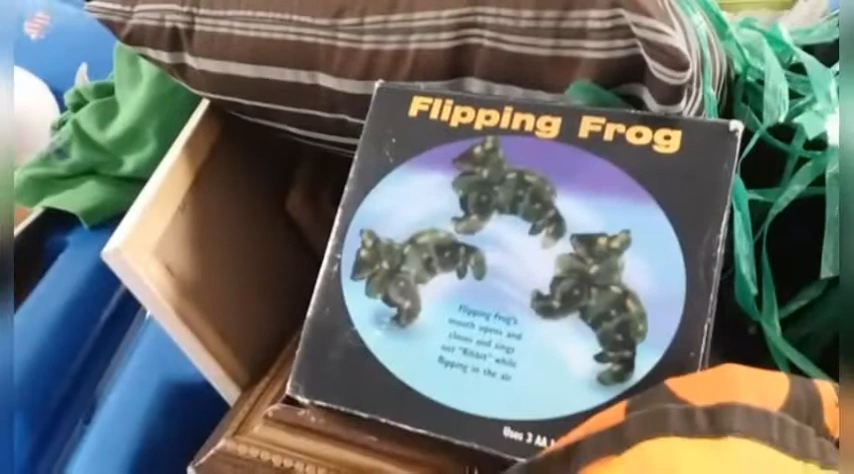 Flipping Frog
Flipping frog's
mouth opens and
closes and sings
out "Ribbit" while
flipping in the air
Uses 3 AA